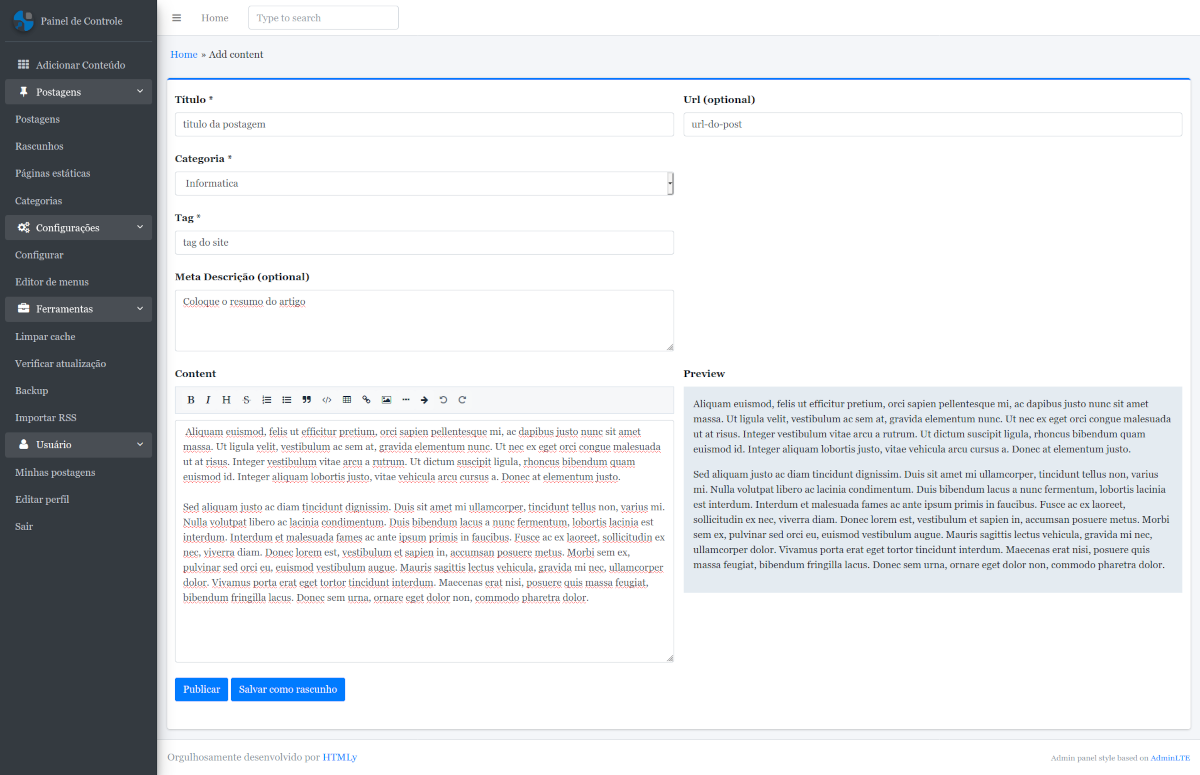 Painel de Controle
Adicionar Conteúdo
Postagens
Postagens
Rascunhos
Páginas estáticas
Categorias
Configurações
Configurar
Editor de menus
Ferramentas
Limpar cache
Verificar atualização
Backup
Importar RSS
Usuário
Minhas postagens
Editar perfil
Sair
Home
Type to search
Home » Add content
Título *
titulo da postagem
Url (optional)
url-do-post
Categoria *
Informatica
Tag *
tag do site
Meta Descrição (optional)
Coloque o resumo do artigo
Content
B I H S
Aliquam euismod, felis ut efficitur pretium, orci sapien pellentesque mi, ac dapibus justo nunc sit amet
massa. Ut ligula velit, vestibulum ac sem at, gravida elementum nunc. Ut nec ex eget orci congue malesuada
ut at risus. Integer vestibulum vitae arcu a rutrum. Ut dictum suscipit ligula, rhoncus bibendum quam
euismod id. Integer aliquam lobortis justo, vitae vehicula arcu cursus a. Donec at elementum justo.
Sed aliquam justo ac diam tincidunt dignissim. Duis sit amet mi ullamcorper, tincidunt tellus non, varius mi.
Nulla volutpat libero ac lacinia condimentum. Duis bibendum lacus a nunc fermentum, lobortis lacinia est
interdum. Interdum et malesuada fames ac ante ipsum primis in faucibus. Fusce ac ex laoreet, sollicitudin ex
nec, viverra diam. Donec lorem est, vestibulum et sapien in, accumsan posuere metus. Morbi sem ex,
pulvinar sed orci eu, euismod vestibulum augue. Mauris sagittis lectus vehicula, gravida mi nec, ullamcorper
dolor. Vivamus porta erat eget tortor tincidunt interdum. Maecenas erat nisi, posuere quis massa feugiat,
bibendum fringilla lacus. Donec sem urna, ornare eget dolor non, commodo pharetra dolor.
Preview
Aliquam euismod, felis ut efficitur pretium, orci sapien pellentesque mi, ac dapibus justo nunc sit amet
massa. Ut ligula velit, vestibulum ac sem at, gravida elementum nunc. Ut nec ex eget orci congue malesuada
ut at risus. Integer vestibulum vitae arcu a rutrum. Ut dictum suscipit ligula, rhoncus bibendum quam
euismod id. Integer aliquam lobortis justo, vitae vehicula arcu cursus a. Donec at elementum justo.
Sed aliquam justo ac diam tincidunt dignissim. Duis sit amet mi ullamcorper, tincidunt tellus non, varius
mi. Nulla volutpat libero ac lacinia condimentum. Duis bibendum lacus a nunc fermentum, lobortis lacinia
est interdum. Interdum et malesuada fames ac ante ipsum primis in faucibus. Fusce ac ex laoreet,
sollicitudin ex nec, viverra diam. Donec lorem est, vestibulum et sapien in, accumsan posuere metus. Morbi
sem ex, pulvinar sed orci eu, euismod vestibulum augue. Mauris sagittis lectus vehicula, gravida mi nec,
ullamcorper dolor. Vivamus porta erat eget tortor tincidunt interdum. Maecenas erat nisi, posuere quis
massa feugiat, bibendum fringilla lacus. Donec sem urna, ornare eget dolor non, commodo pharetra dolor.
Publicar
Salvar como rascunho
Orgulhosamente desenvolvido por HTMLy
Admin panel style based on AdminLTE